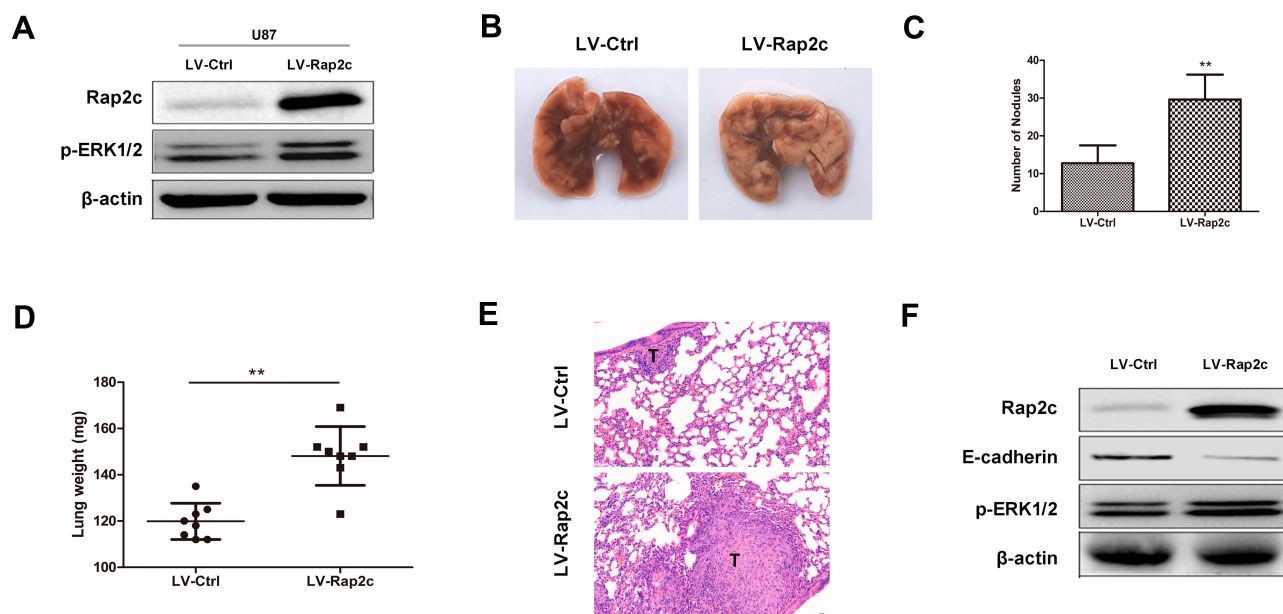 A
U87
LV-Ctrl LV-Rap2c
Rap2c
p-ERK1/2
β-actin
B
LV-Ctrl LV-Rap2c
C
**
Number of Nodules
40
30
20
10
0
LV-Ctrl LV-Rap2c
D
**
Lung weight (mg)
180
160
140
120
100
LV-Ctrl LV-Rap2c
E
LV-Ctrl
T
LV-Rap2c
T
F
LV-Ctrl LV-Rap2c
Rap2c
E-cadherin
p-ERK1/2
β-actin